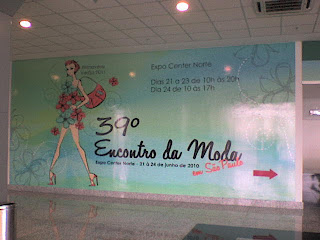 Expo Center Norte
Dias 21 a 23 de 10h às 20h
Dia 24 de 10 às 17h
39º
Encontro da Moda
em São Paulo
Expo Center Norte - 21 à 24 de junho de 2010